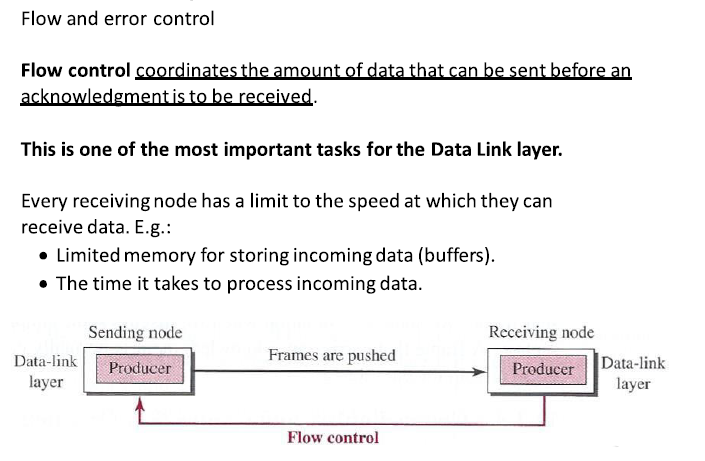 Flow and error control
Flow control coordinates the amount of data that can be sent before an
acknowledgment is to be received.
This is one of the most important tasks for the Data Link layer.
Every receiving node has a limit to the speed at which they can
receive data. E.g.:
• Limited memory for storing incoming data (buffers).
• The time it takes to process incoming data.
Sending node
Receiving node
Data-link
layer
Producer
Frames are pushed
Producer
Data-link
layer
Flow control